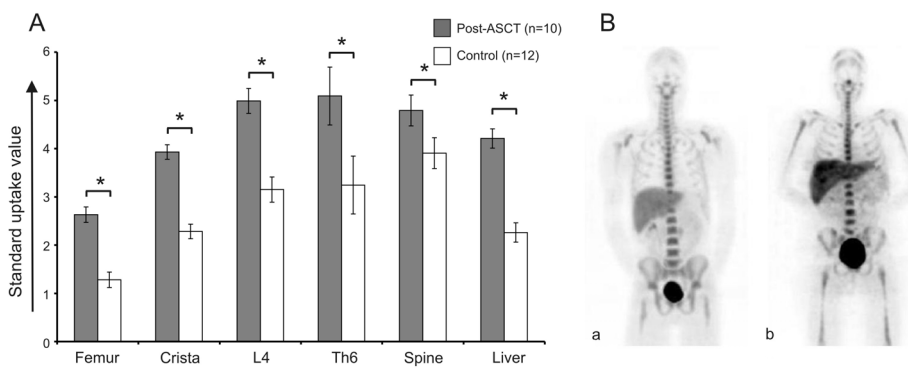 A
Post-ASCT (n=10)
Control (n=12)
Standard uptake value
6
5
4
3
2
1
0
*
*
*
*
*
*
Femur
Crista
L4
Th6
Spine
Liver
B
a
b